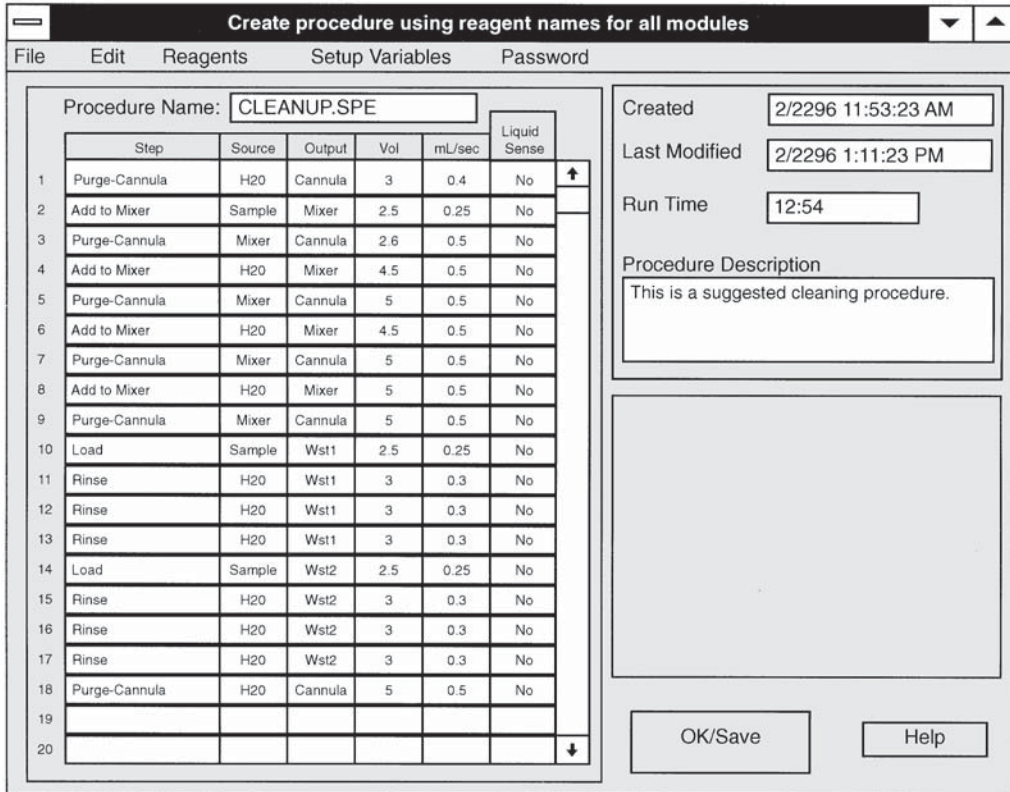 Create procedure using reagent names for all modules
File Edit Reagents Setup Variables Password
Procedure Name: CLEANUP.SPE
Step Source Output Vol mL/sec Liquid Sense
1 Purge-Cannula H20 Cannula 3 0.4 No
2 Add to Mixer Sample Mixer 2.5 0.25 No
3 Purge-Cannula Mixer Cannula 2.6 0.5 No
4 Add to Mixer H20 Mixer 4.5 0.5 No
5 Purge-Cannula Mixer Cannula 5 0.5 No
6 Add to Mixer H20 Mixer 4.5 0.5 No
7 Purge-Cannula Mixer Cannula 5 0.5 No
8 Add to Mixer H20 Mixer 5 0.5 No
9 Purge-Cannula Mixer Cannula 5 0.5 No
10 Load Sample Wst1 2.5 0.25 No
11 Rinse H20 Wst1 3 0.3 No
12 Rinse H20 Wst1 3 0.3 No
13 Rinse H20 Wst1 3 0.3 No
14 Load Sample Wst2 2.5 0.25 No
15 Rinse H20 Wst2 3 0.3 No
16 Rinse H20 Wst2 3 0.3 No
17 Rinse H20 Wst2 3 0.3 No
18 Purge-Cannula H20 Cannula 5 0.5 No
19
20
Created 2/2296 11:53:23 AM
Last Modified 2/2296 1:11:23 PM
Run Time 12:54
Procedure Description
This is a suggested cleaning procedure.
OK/Save Help